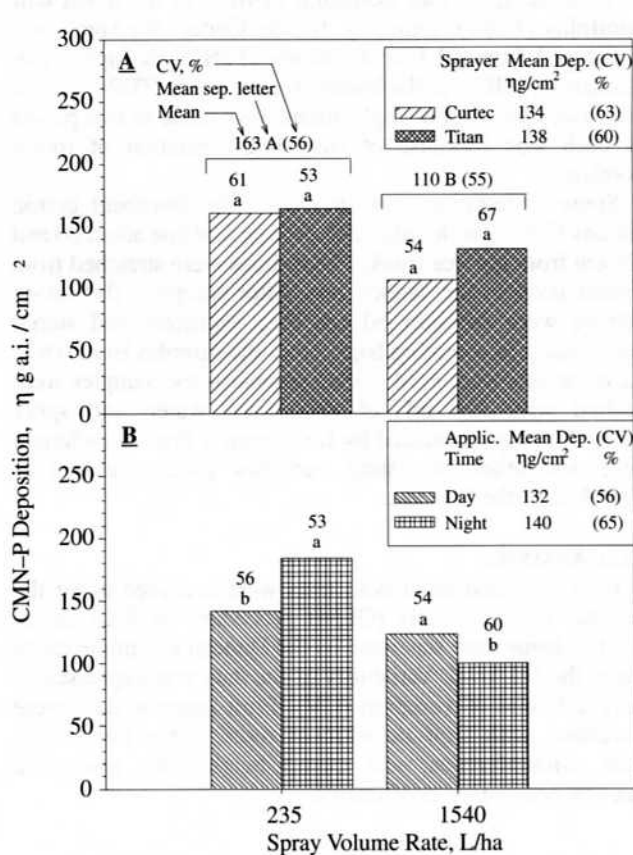 A
CV, %
Mean sep. letter
Mean
163 A (56)
Sprayer Mean Dep. (CV)
ηg/cm² %
Curtec 134 (63)
Titan 138 (60)
61
a
53
a
110 B (55)
54
a
67
a
300
250
200
150
100
50
0
B
Applic. Mean Dep. (CV)
Time ηg/cm² %
Day 132 (56)
Night 140 (65)
56
b
53
a
54
a
60
b
250
200
150
100
50
0
CMN–P Deposition, η g a.i. / cm²
235 1540
Spray Volume Rate, L/ha